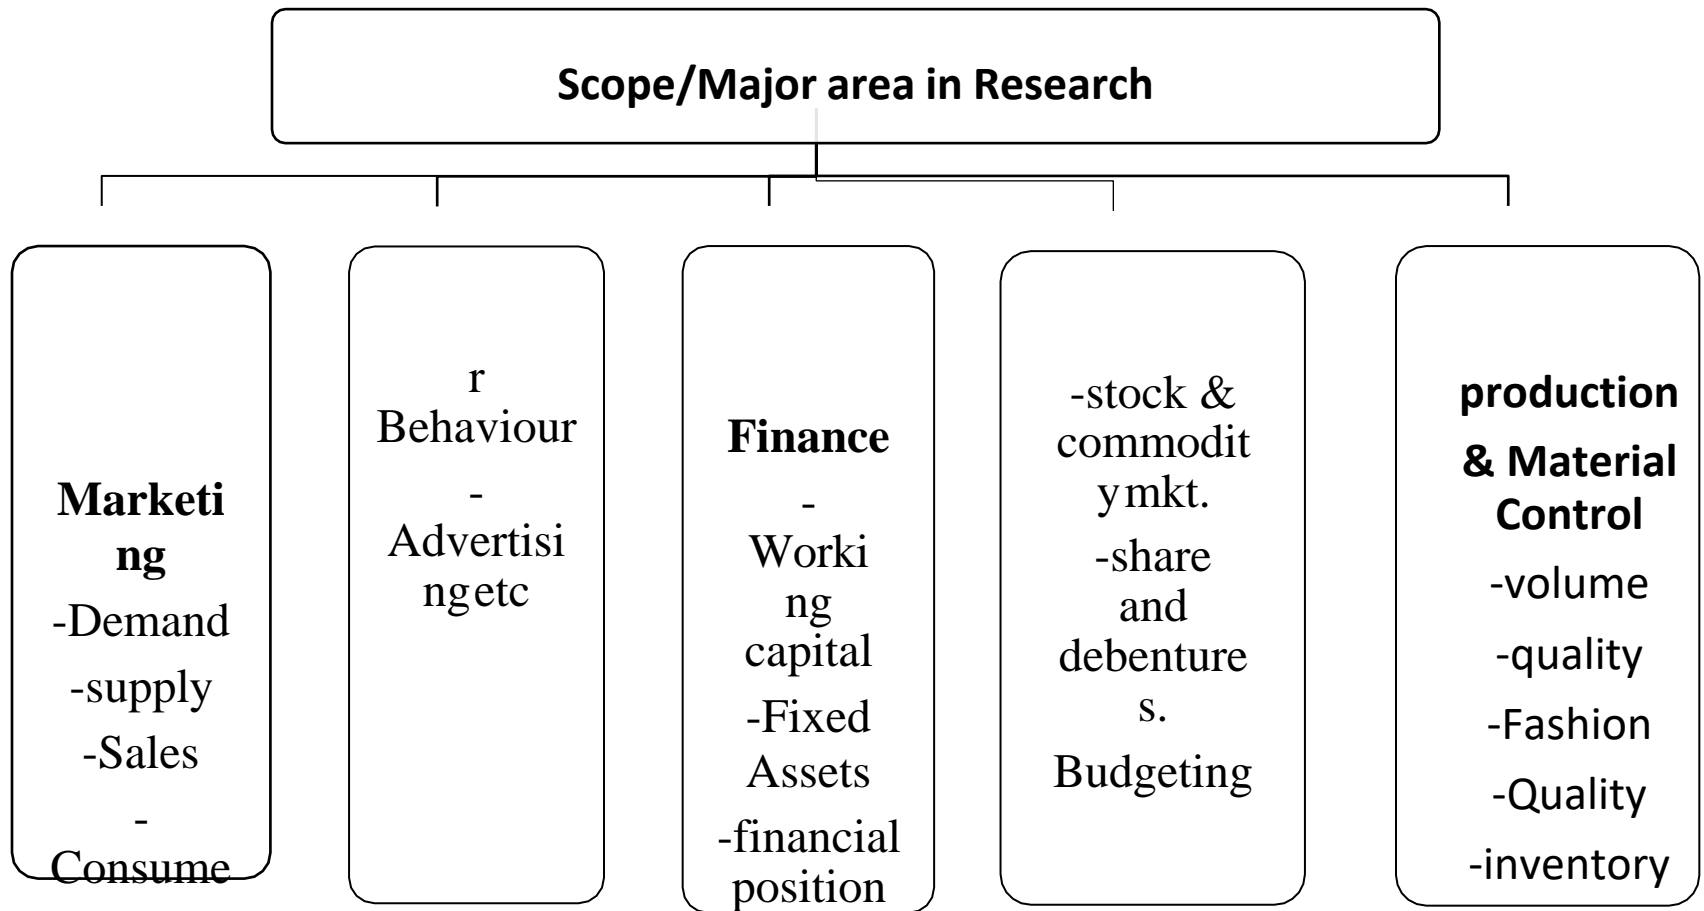 Scope/Major area in Research
Marketi
ng
-Demand
-supply
-Sales
-
Consume
r
Behaviour
-
Advertisi
ngetc
Finance
-
Worki
ng
capital
-Fixed
Assets
-financial
position
-stock &
commodit
ymkt.
-share
and
debenture
s.
Budgeting
production
& Material
Control
-volume
-quality
-Fashion
-Quality
-inventory